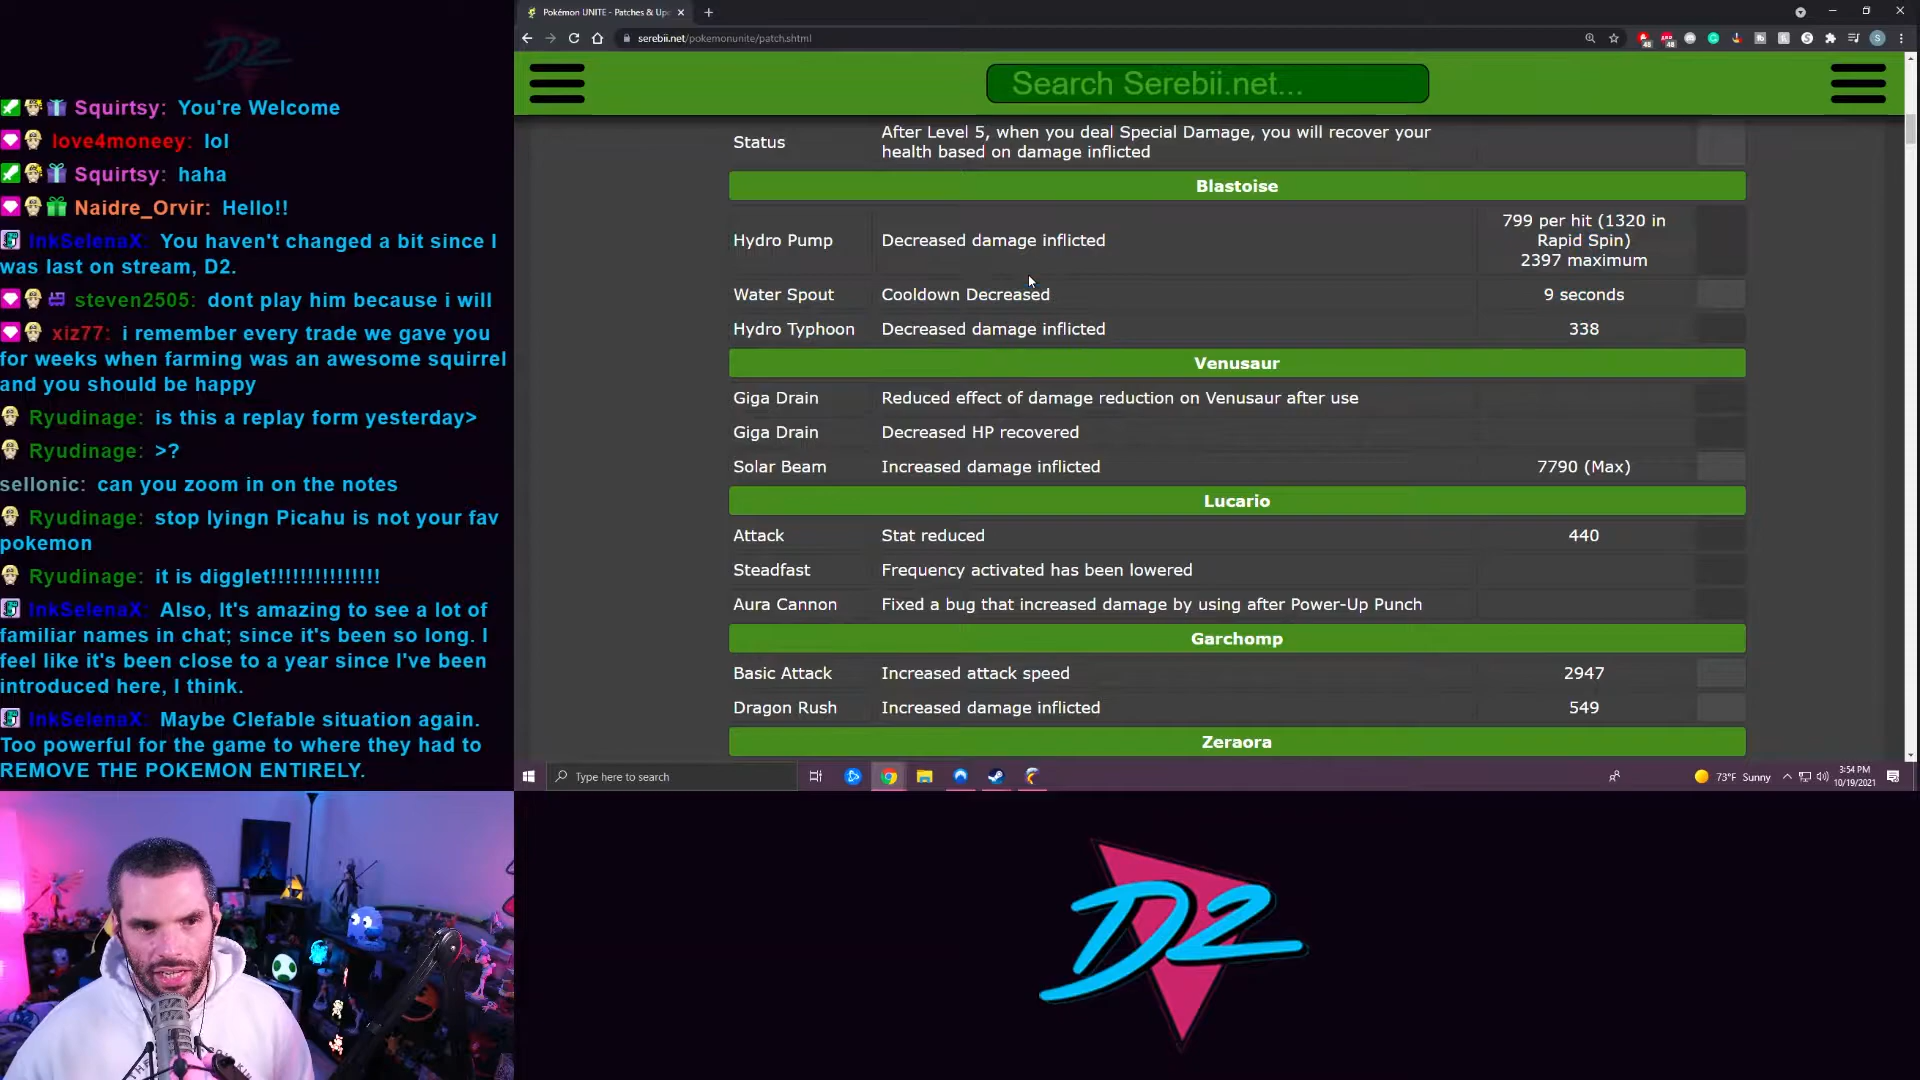 D2
Squirtsy: You're Welcome
love4moneey: lol
Squirtsy: haha
Naidre_Orvir: Hello!!
InkSelenaX: You haven't changed a bit since I
was last on stream, D2.
steven2505: dont play him because i will
xiz77: i remember every trade we gave you
for weeks when farming was an awesome squirrel
and you should be happy
Ryudinage: is this a replay form yesterday>
Ryudinage: >?
sellonic: can you zoom in on the notes
Ryudinage: stop lyingn Picahu is not your fav
pokemon
Ryudinage: it is digglet!!!!!!!!!!!!!!!
InkSelenaX: Also, It's amazing to see a lot of
familiar names in chat; since it's been so long. I
feel like it's been close to a year since I've been
introduced here, I think.
InkSelenaX: Maybe Clefable situation again.
Too powerful for the game to where they had to
REMOVE THE POKEMON ENTIRELY.
Pokémon UNITE - Patches & Up
serebii.net/pokemonunite/patch.shtml
48 48
S
Search Serebii.net...
Status After Level 5, when you deal Special Damage, you will recover your
health based on damage inflicted
Blastoise
Hydro Pump Decreased damage inflicted 799 per hit (1320 in
Rapid Spin)
2397 maximum
Water Spout Cooldown Decreased 9 seconds
Hydro Typhoon Decreased damage inflicted 338
Venusaur
Giga Drain Reduced effect of damage reduction on Venusaur after use
Giga Drain Decreased HP recovered
Solar Beam Increased damage inflicted 7790 (Max)
Lucario
Attack Stat reduced 440
Steadfast Frequency activated has been lowered
Aura Cannon Fixed a bug that increased damage by using after Power-Up Punch
Garchomp
Basic Attack Increased attack speed 2947
Dragon Rush Increased damage inflicted 549
Zeraora
Type here to search
73°F Sunny
3:54 PM
10/19/2021
D2